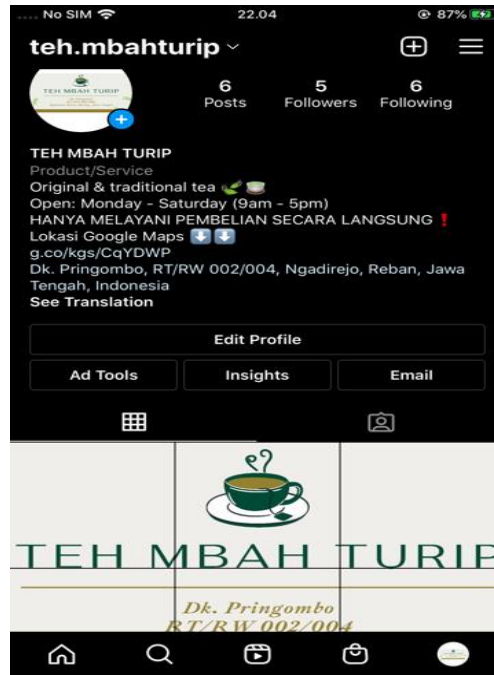 No SIM 22.04 87%
teh.mbahturip
6 5 6
Posts Followers Following
TEH MBAH TURIP
TEH MBAH TURIP
Product/Service
Original & traditional tea
Open: Monday - Saturday (9am - 5pm)
HANYA MELAYANI PEMBELIAN SECARA LANGSUNG❗
Lokasi Google Maps ⬇️⬇️
g.co/kgs/CqYDWP
Dk. Pringombo, RT/RW 002/004, Ngadirejo, Reban, Jawa
Tengah, Indonesia
See Translation
Edit Profile
Ad Tools Insights Email
TEH MBAH TURIP
Dk. Pringombo
RT/RW 002/004